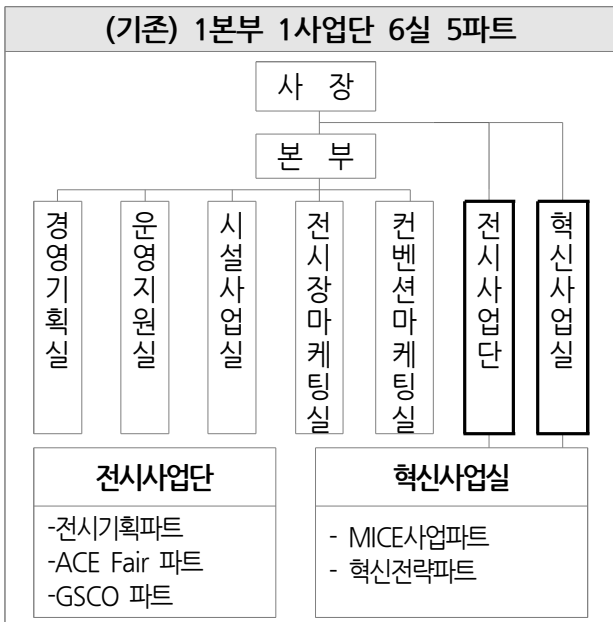 (기존) 1본부 1사업단 6실 5파트
사 장
본 부
경영기획실
운영지원실
시설사업실
전시장마케팅실
컨벤션마케팅실
전시사업단
혁신사업실
전시사업단
-전시기획파트
-ACE Fair 파트
-GSCO 파트
혁신사업실
- MICE사업파트
- 혁신전략파트